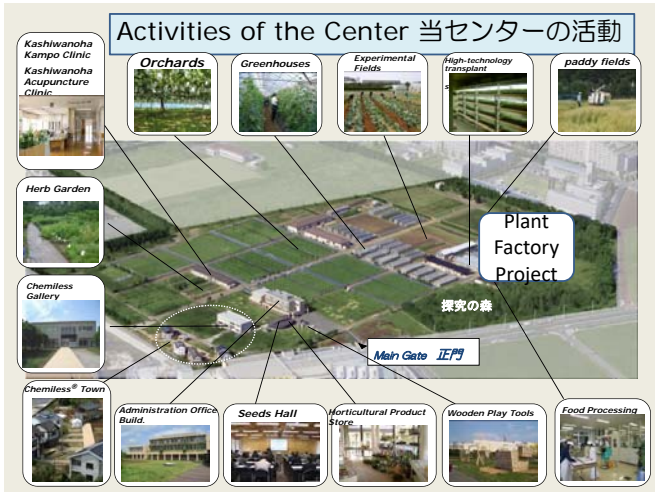 Activities of the Center 当センターの活動
Kashiwanoha
Kampo Clinic
Kashiwanoha
Acupuncture
Clinic
Orchards
Greenhouses
Experimental
Fields
High-technology
transplant
paddy fields
Herb Garden
Plant
Factory
Project
Chemiless
Gallery
探究の森
Main Gate 正門
Chemiless® Town
Administration Office
Build.
Seeds Hall
Horticultural Product
Store
Wooden Play Tools
Food Processing